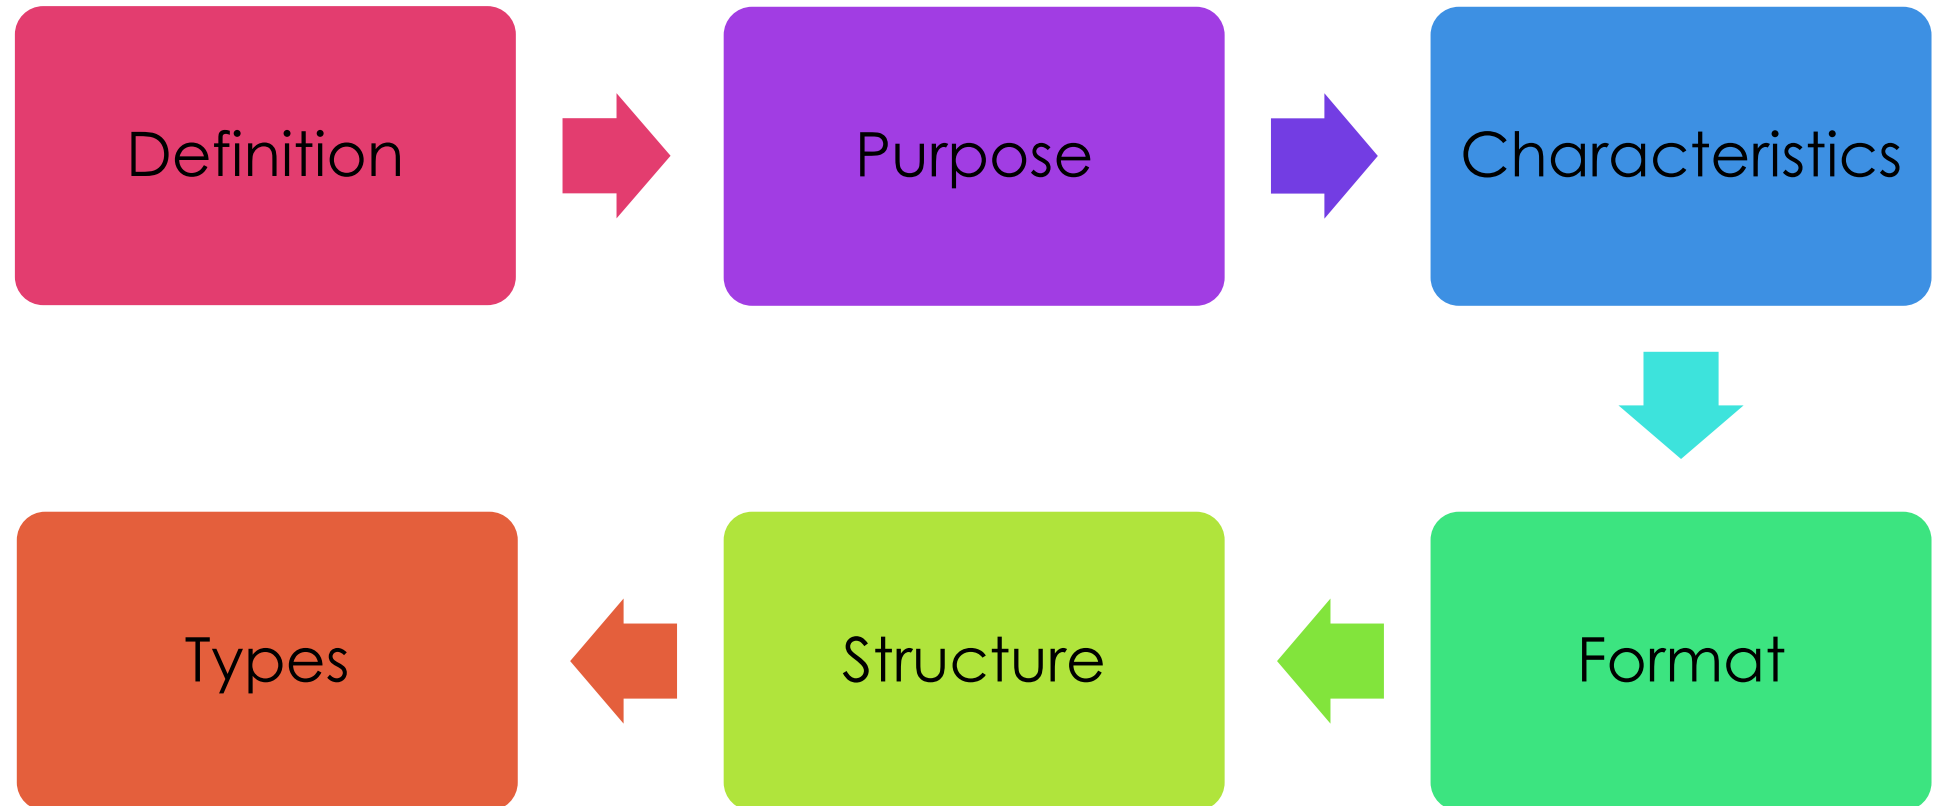 Definition
Purpose
Characteristics
Format
Structure
Types